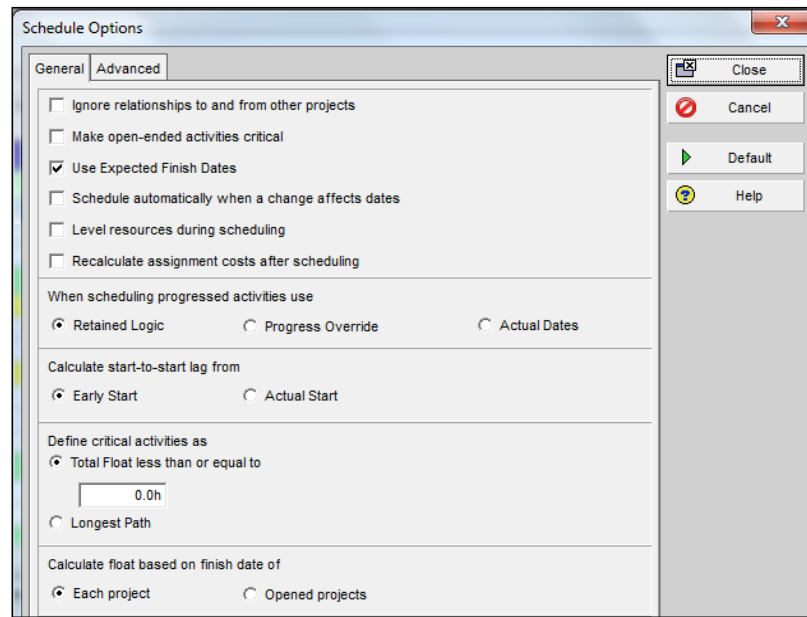 Schedule Options
General Advanced
Ignore relationships to and from other projects
Make open-ended activities critical
Use Expected Finish Dates
Schedule automatically when a change affects dates
Level resources during scheduling
Recalculate assignment costs after scheduling
When scheduling progressed activities use
Retained Logic Progress Override Actual Dates
Calculate start-to-start lag from
Early Start Actual Start
Define critical activities as
Total Float less than or equal to
0.0h
Longest Path
Calculate float based on finish date of
Each project Opened projects
Close
Cancel
Default
Help